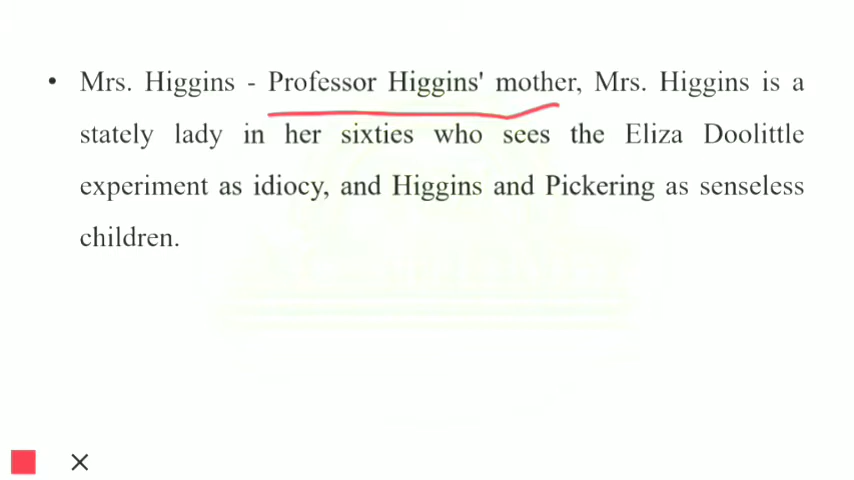 • Mrs. Higgins - Professor Higgins' mother, Mrs. Higgins is a
stately lady in her sixties who sees the Eliza Doolittle
experiment as idiocy, and Higgins and Pickering as senseless
children.